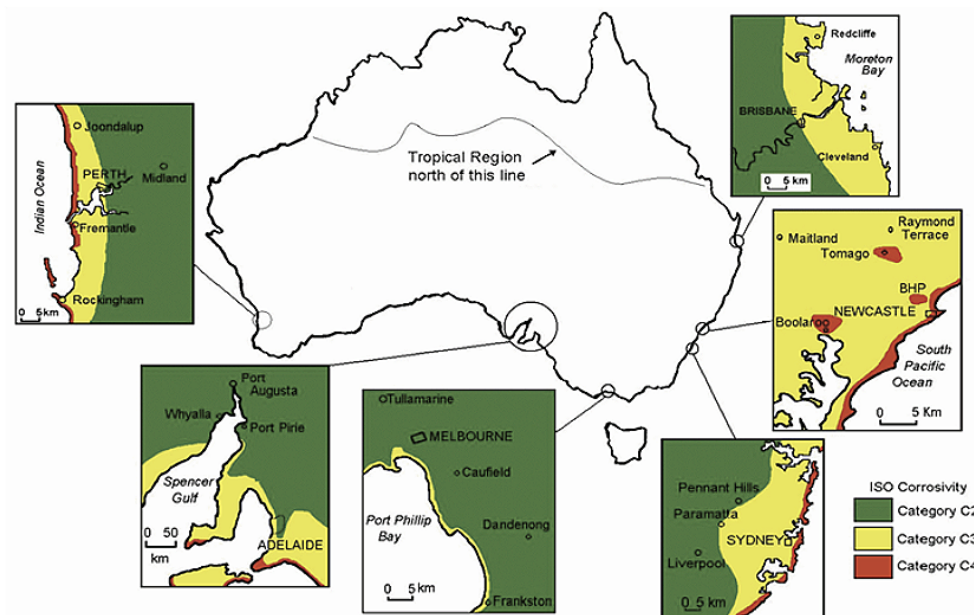 Joondalup
PERTH
Midland
Indian Ocean
Fremantle
Rockingham
0 5km
Tropical Region
north of this line
Redcliffe
Moreton
Bay
BRISBANE
Cleveland
0 5 km
Raymond
Terrace
Maitland
Tomago
BHP
NEWCASTLE
Boolaroo
South
Pacific
Ocean
0 5 Km
Port
Augusta
Whyalla
Port Pirie
Spencer
Gulf
0 50
km
ADELAIDE
Tullamarine
MELBOURNE
Caufield
Port Phillip
Bay
Dandenong
0 5 km
Frankston
Pennant Hills
Paramatta
SYDNEY
Liverpool
0 5 km
ISO Corrosivity
Category C2
Category C3
Category C4